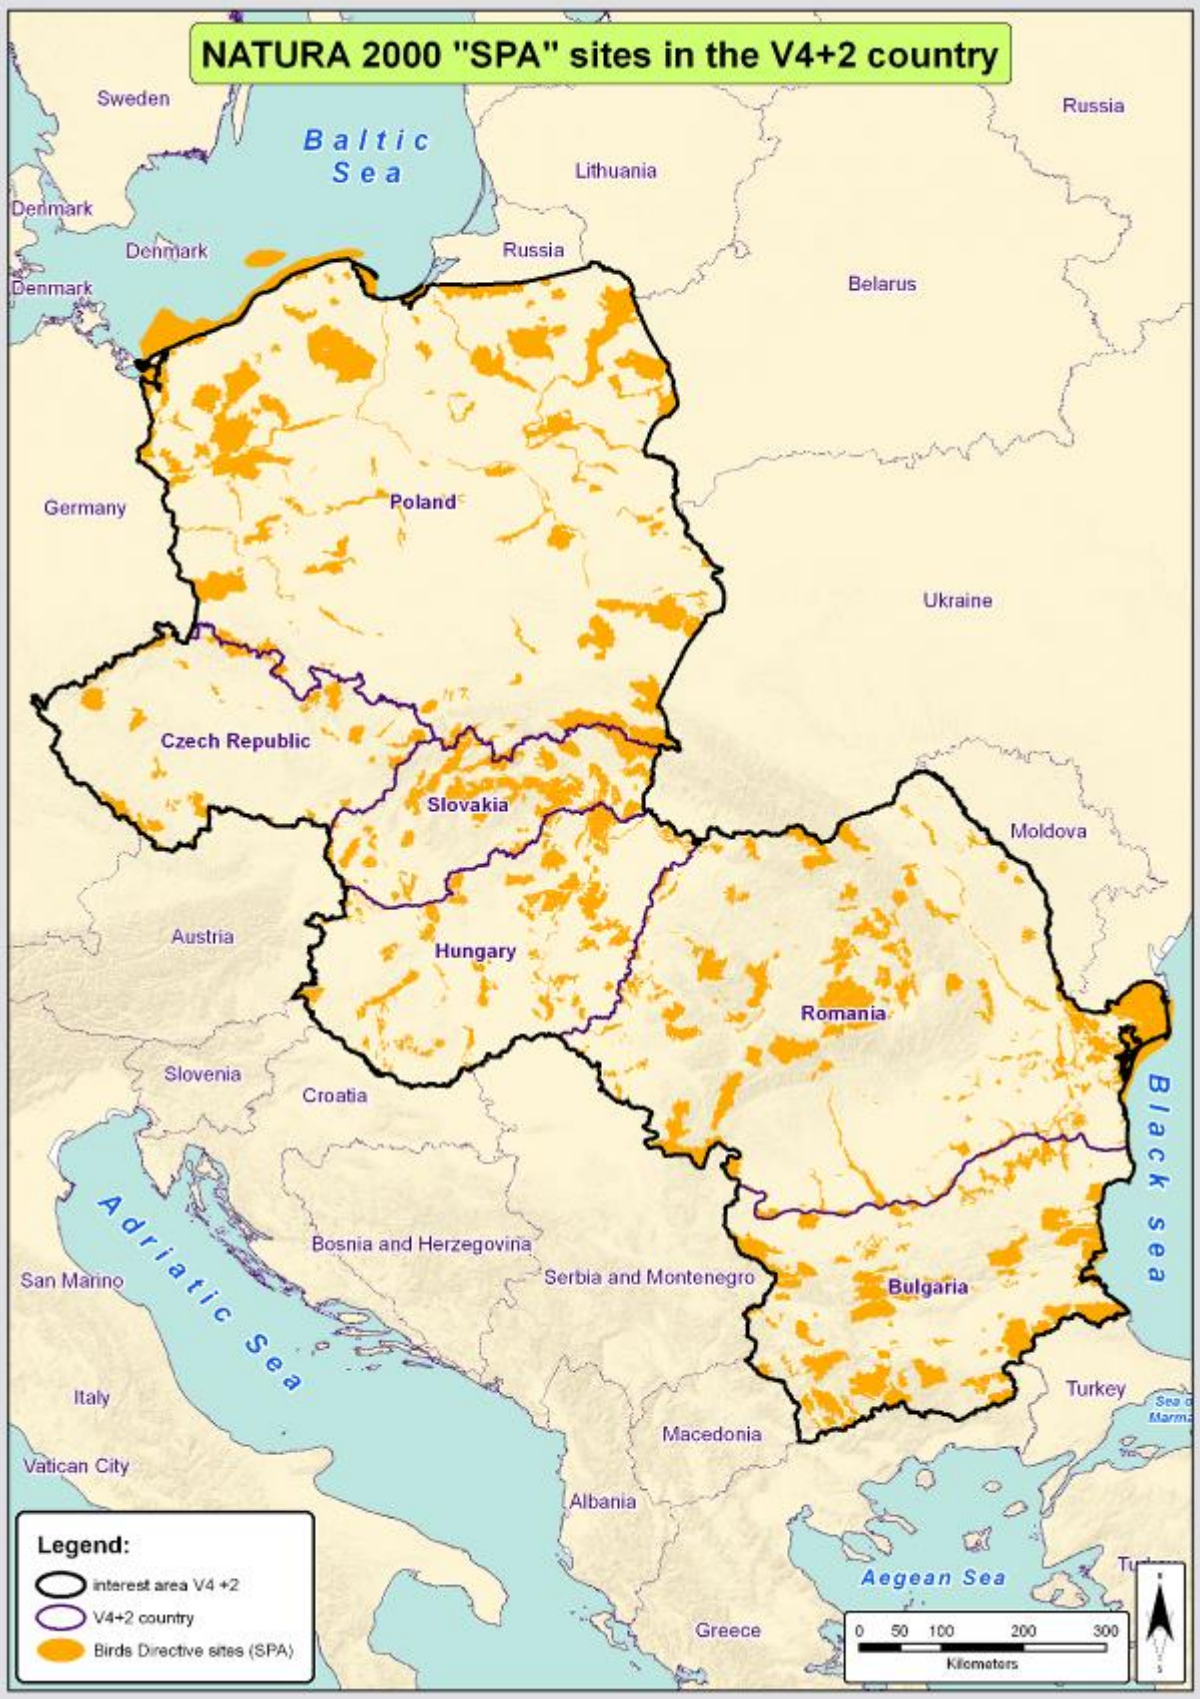 NATURA 2000 "SPA" sites in the V4+2 country
Sweden
Russia
Baltic
Sea
Lithuania
Denmark
Denmark
Russia
Denmark
Belarus
Germany
Poland
Ukraine
Czech Republic
Slovakia
Moldova
Austria
Hungary
Romania
Slovenia
Croatia
Black sea
Adriatic Sea
Bosnia and Herzegovina
San Marino
Serbia and Montenegro
Bulgaria
Italy
Turkey
Macedonia
Vatican City
Albania
Aegean Sea
Greece
Legend:
interest area V4 +2
V4+2 country
Birds Directive sites (SPA)
0 50 100 200 300
Kilometers